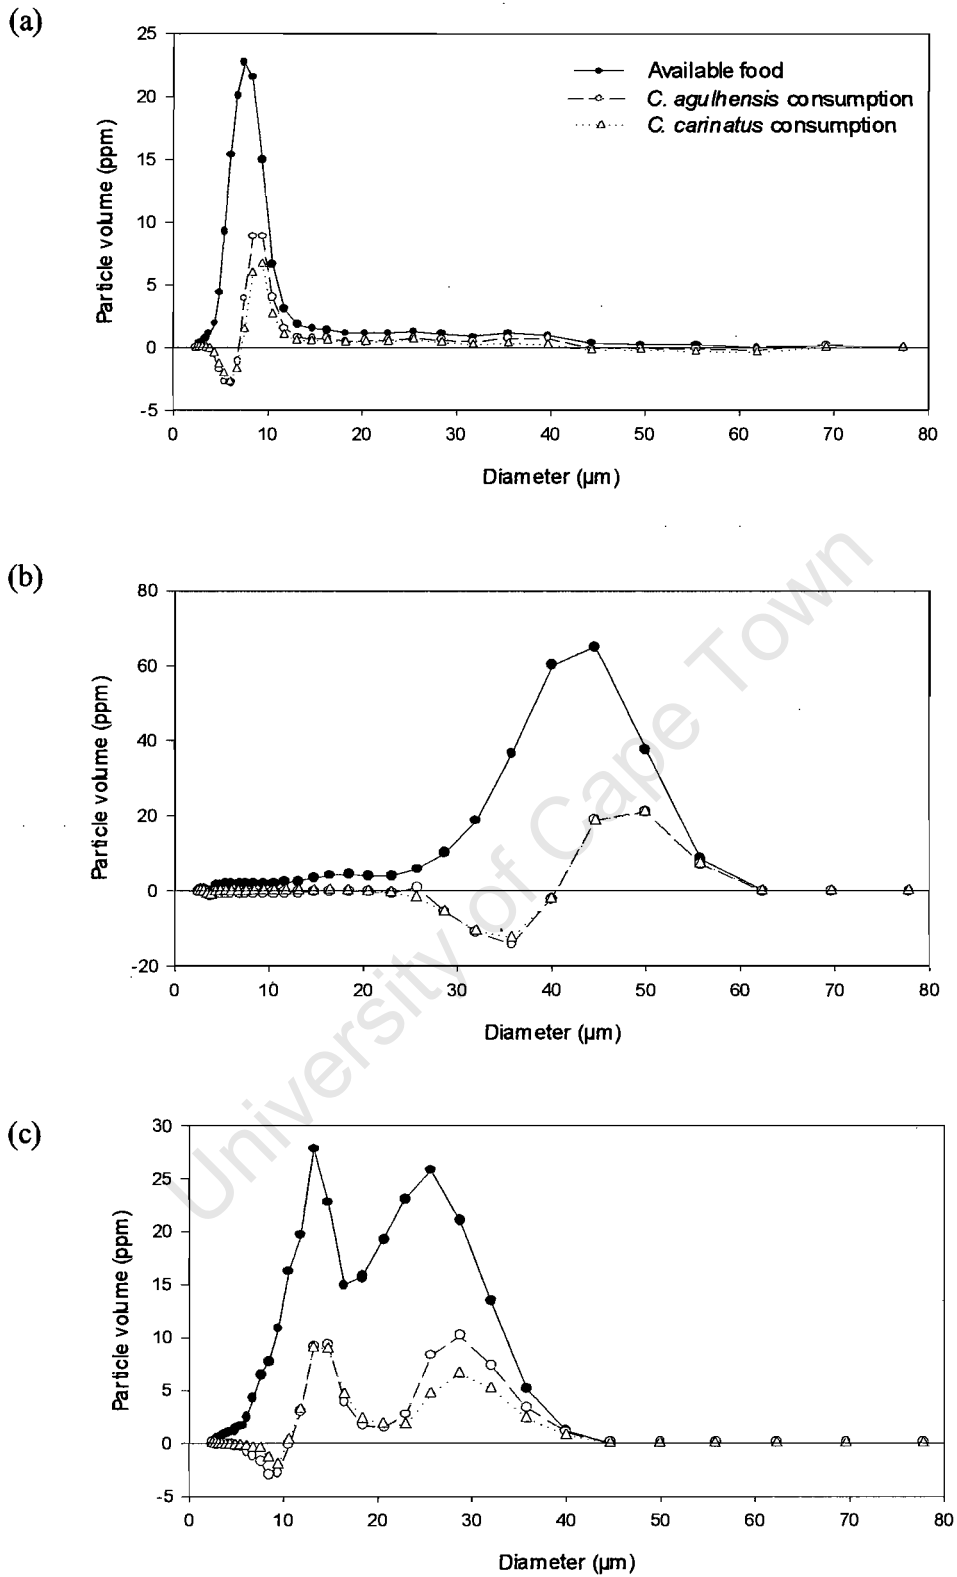 (a)
25
20
15
10
5
0
-5
Particle volume (ppm)
Available food
C. agulhensis consumption
C. carinatus consumption
0 10 20 30 40 50 60 70 80
Diameter (µm)
(b)
80
60
40
20
0
-20
Particle volume (ppm)
0 10 20 30 40 50 60 70 80
Diameter (µm)
(c)
30
25
20
15
10
5
0
-5
Particle volume (ppm)
0 10 20 30 40 50 60 70 80
Diameter (µm)
University of Cape Town